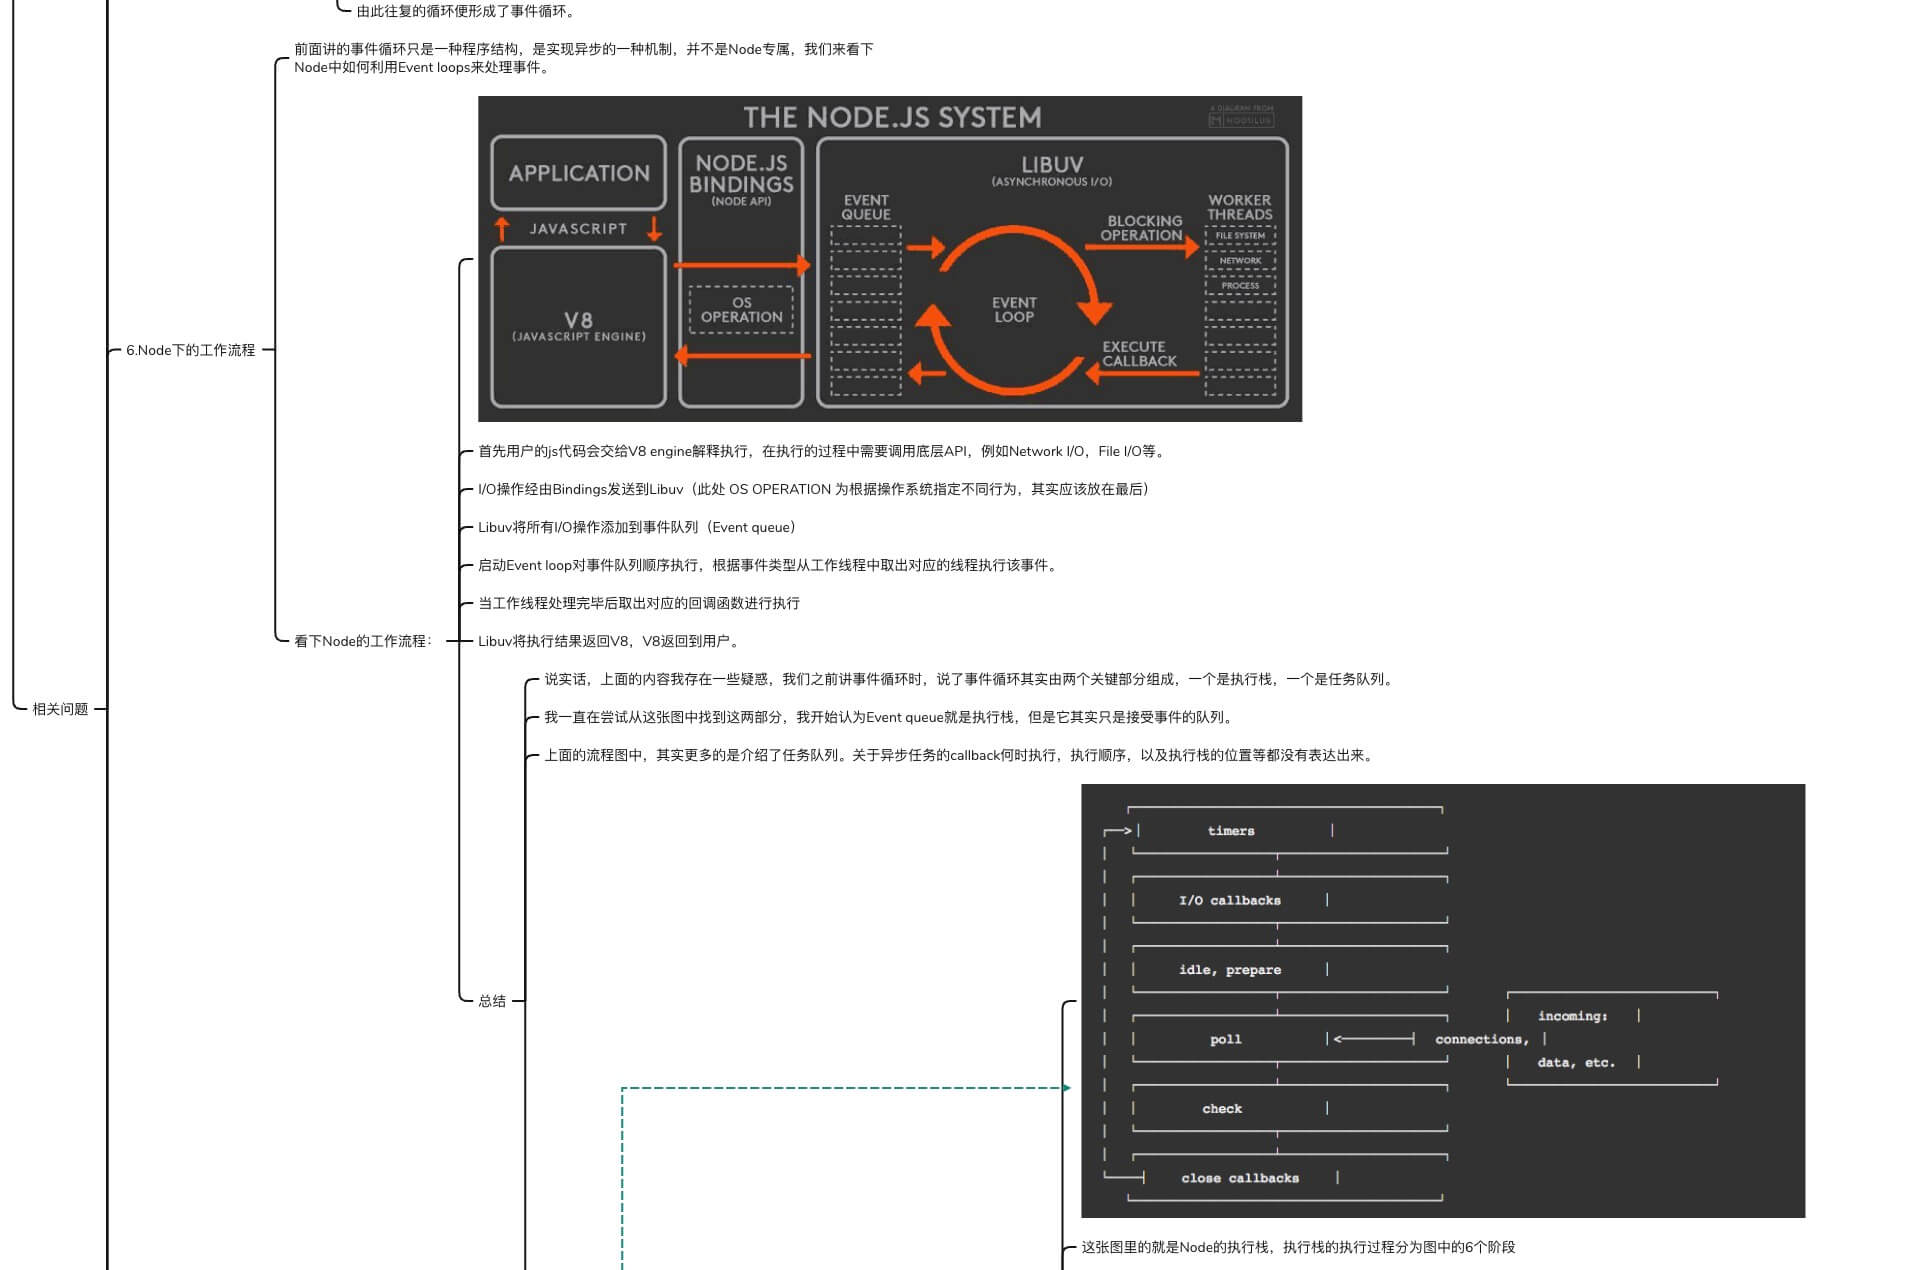 由此往复的循环便形成了事件循环。
前面讲的事件循环只是一种程序结构，是实现异步的一种机制，并不是Node专属，我们来看下
Node中如何利用Event loops来处理事件。
THE NODE.JS SYSTEM
A DIAGRAM FROM
NODULUS
APPLICATION
JAVASCRIPT
V8
(JAVASCRIPT ENGINE)
NODE.JS
BINDINGS
(NODE API)
OS
OPERATION
LIBUV
(ASYNCHRONOUS I/O)
EVENT
QUEUE
EVENT
LOOP
BLOCKING
OPERATION
EXECUTE
CALLBACK
WORKER
THREADS
FILE SYSTEM
NETWORK
PROCESS
6.Node下的工作流程
首先用户的js代码会交给V8 engine解释执行，在执行的过程中需要调用底层API，例如Network I/O，File I/O等。
I/O操作经由Bindings发送到Libuv（此处 OS OPERATION 为根据操作系统指定不同行为，其实应该放在最后）
Libuv将所有I/O操作添加到事件队列（Event queue）
启动Event loop对事件队列顺序执行，根据事件类型从工作线程中取出对应的线程执行该事件。
当工作线程处理完毕后取出对应的回调函数进行执行
看下Node的工作流程：
Libuv将执行结果返回V8，V8返回到用户。
说实话，上面的内容我存在一些疑惑，我们之前讲事件循环时，说了事件循环其实由两个关键部分组成，一个是执行栈，一个是任务队列。
相关问题
我一直在尝试从这张图中找到这两部分，我开始认为Event queue就是执行栈，但是它其实只是接受事件的队列。
上面的流程图中，其实更多的是介绍了任务队列。关于异步任务的callback何时执行，执行顺序，以及执行栈的位置等都没有表达出来。
timers
I/O callbacks
idle, prepare
总结
incoming:
poll
connections,
data, etc.
check
close callbacks
这张图里的就是Node的执行栈，执行栈的执行过程分为图中的6个阶段